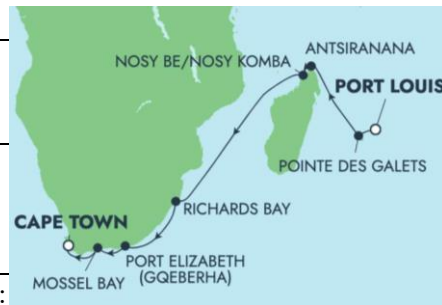 ANTSIRANANA
NOSY BE/NOSY KOMBA
PORT LOUIS
POINTE DES GALETS
RICHARDS BAY
CAPE TOWN
PORT ELIZABETH
(GQEBERHA)
MOSSEL BAY
: